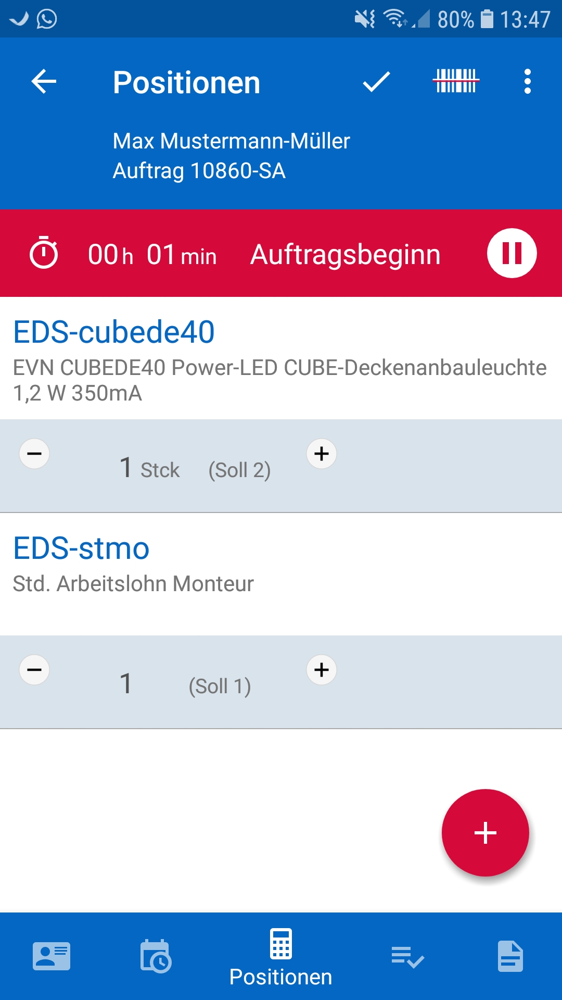 80% 13:47
Positionen
Max Mustermann-Müller
Auftrag 10860-SA
00 h 01 min Auftragsbeginn
EDS-cubede40
EVN CUBEDE40 Power-LED CUBE-Deckenanbauleuchte
1,2 W 350mA
1 Stck (Soll 2)
EDS-stmo
Std. Arbeitslohn Monteur
1 (Soll 1)
Positionen